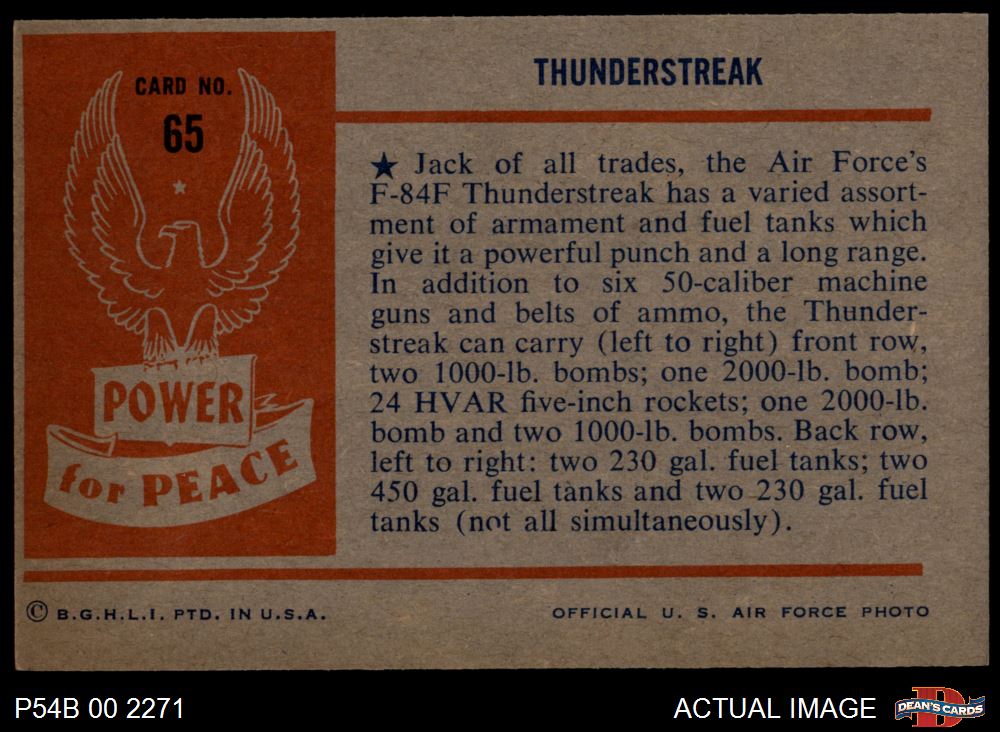 CARD NO.
65
POWER
for PEACE
THUNDERSTREAK
★ Jack of all trades, the Air Force's
F-84F Thunderstreak has a varied assort-
ment of armament and fuel tanks which
give it a powerful punch and a long range.
In addition to six 50-caliber machine
guns and belts of ammo, the Thunder-
streak can carry (left to right) front row,
two 1000-lb. bombs; one 2000-lb. bomb;
24 HVAR five-inch rockets; one 2000-lb.
bomb and two 1000-lb. bombs. Back row,
left to right: two 230 gal. fuel tanks; two
450 gal. fuel tanks and two 230 gal. fuel
tanks (not all simultaneously).
© B.G.H.L.I. PTD. IN U.S.A.
OFFICIAL U. S. AIR FORCE PHOTO
P54B 00 2271
ACTUAL IMAGE
D
DEAN'S CARDS